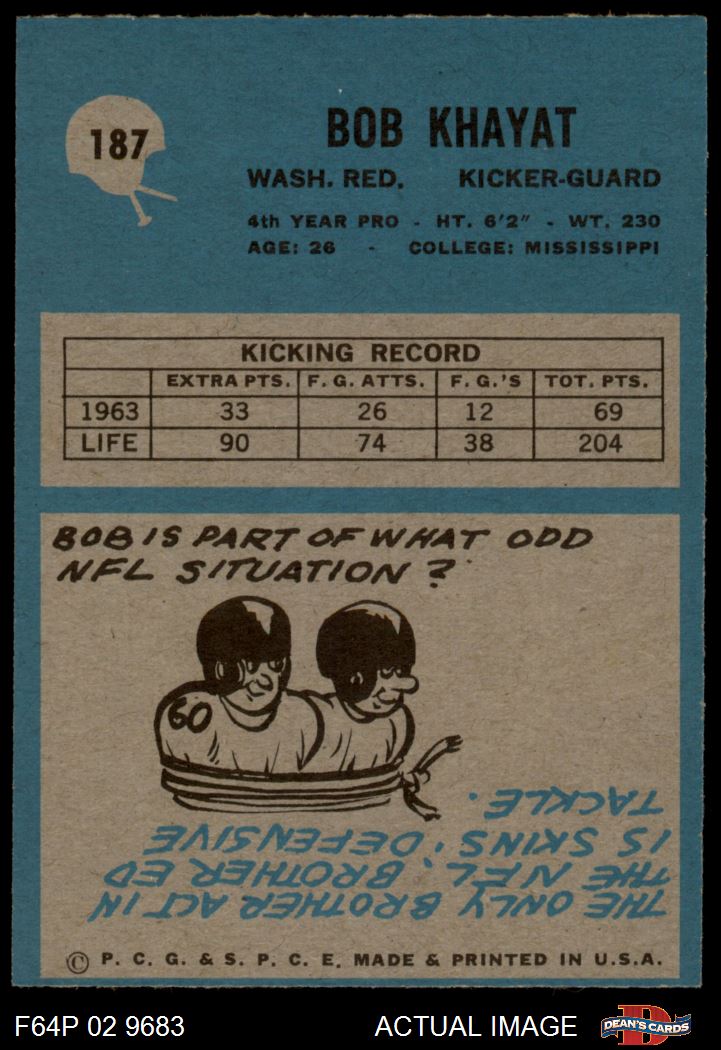 187
BOB KHAYAT
WASH. RED. KICKER-GUARD
4th YEAR PRO - HT. 6'2" - WT. 230
AGE: 26 - COLLEGE: MISSISSIPPI
KICKING RECORD
EXTRA PTS. F. G. ATTS. F. G.'S TOT. PTS.
1963 33 26 12 69
LIFE 90 74 38 204
BOB IS PART OF WHAT ODD
NFL SITUATION?
60
THE ONLY BROTHER ACT IN
THE NFL. BROTHER ED
IS SKINS' DEFENSIVE
TACKLE.
© P. C. G. & S. P. C. E. MADE & PRINTED IN U.S.A.
F64P 02 9683 ACTUAL IMAGE
DEAN'S CARDS